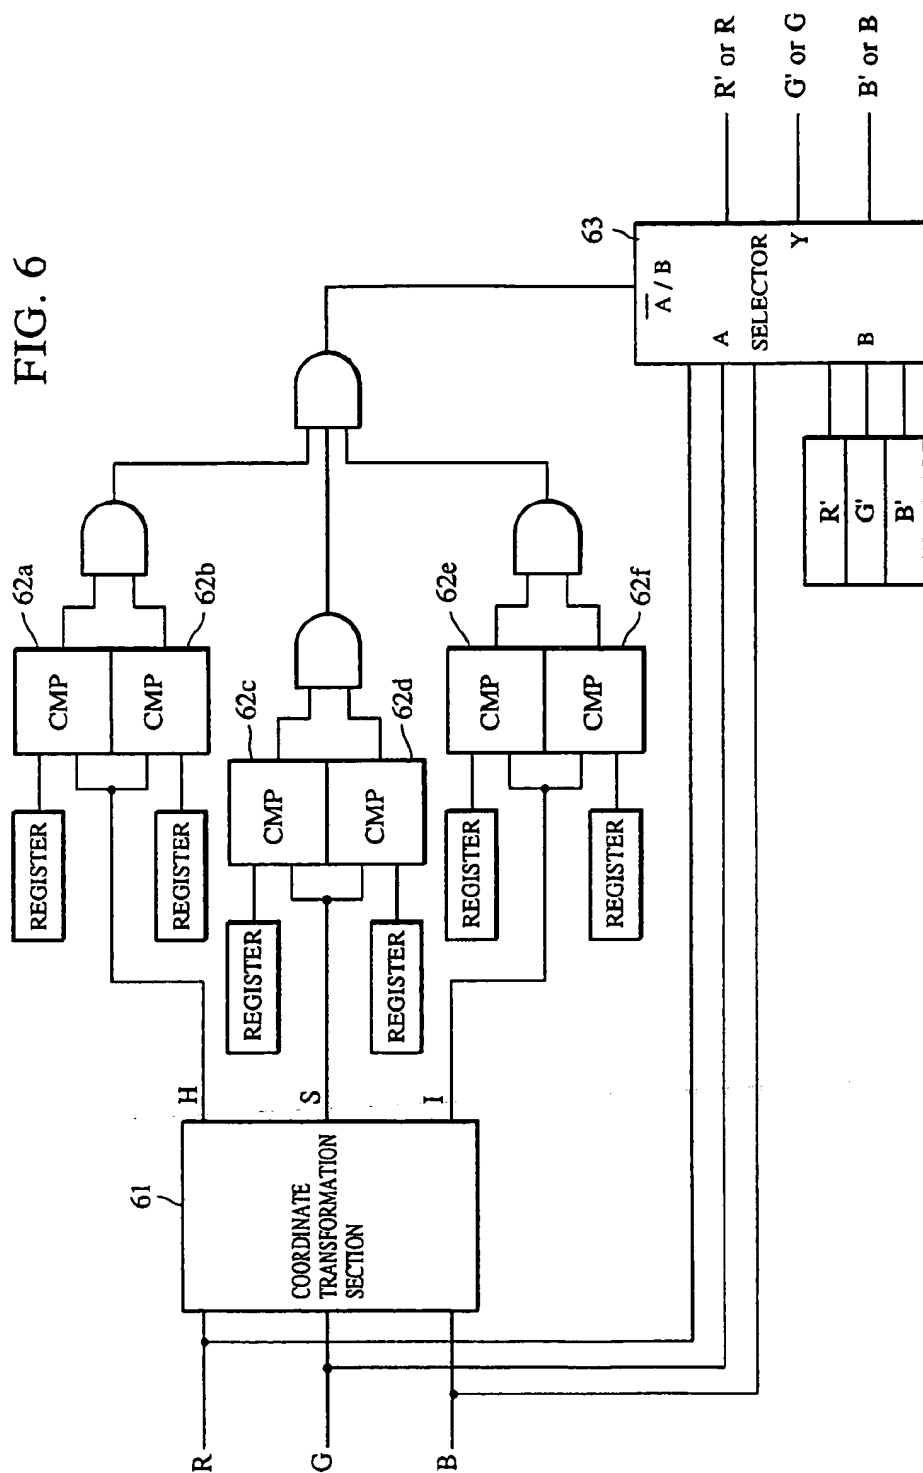 FIG. 6
R
G
B
61
COORDINATE
TRANSFORMATION
SECTION
H
S
I
REGISTER
REGISTER
REGISTER
REGISTER
REGISTER
REGISTER
62a
CMP
CMP
62b
62c
CMP
CMP
62d
62e
CMP
CMP
62f
R'
G'
B'
63
A / B
A
SELECTOR
B
Y
R' or R
G' or G
B' or B